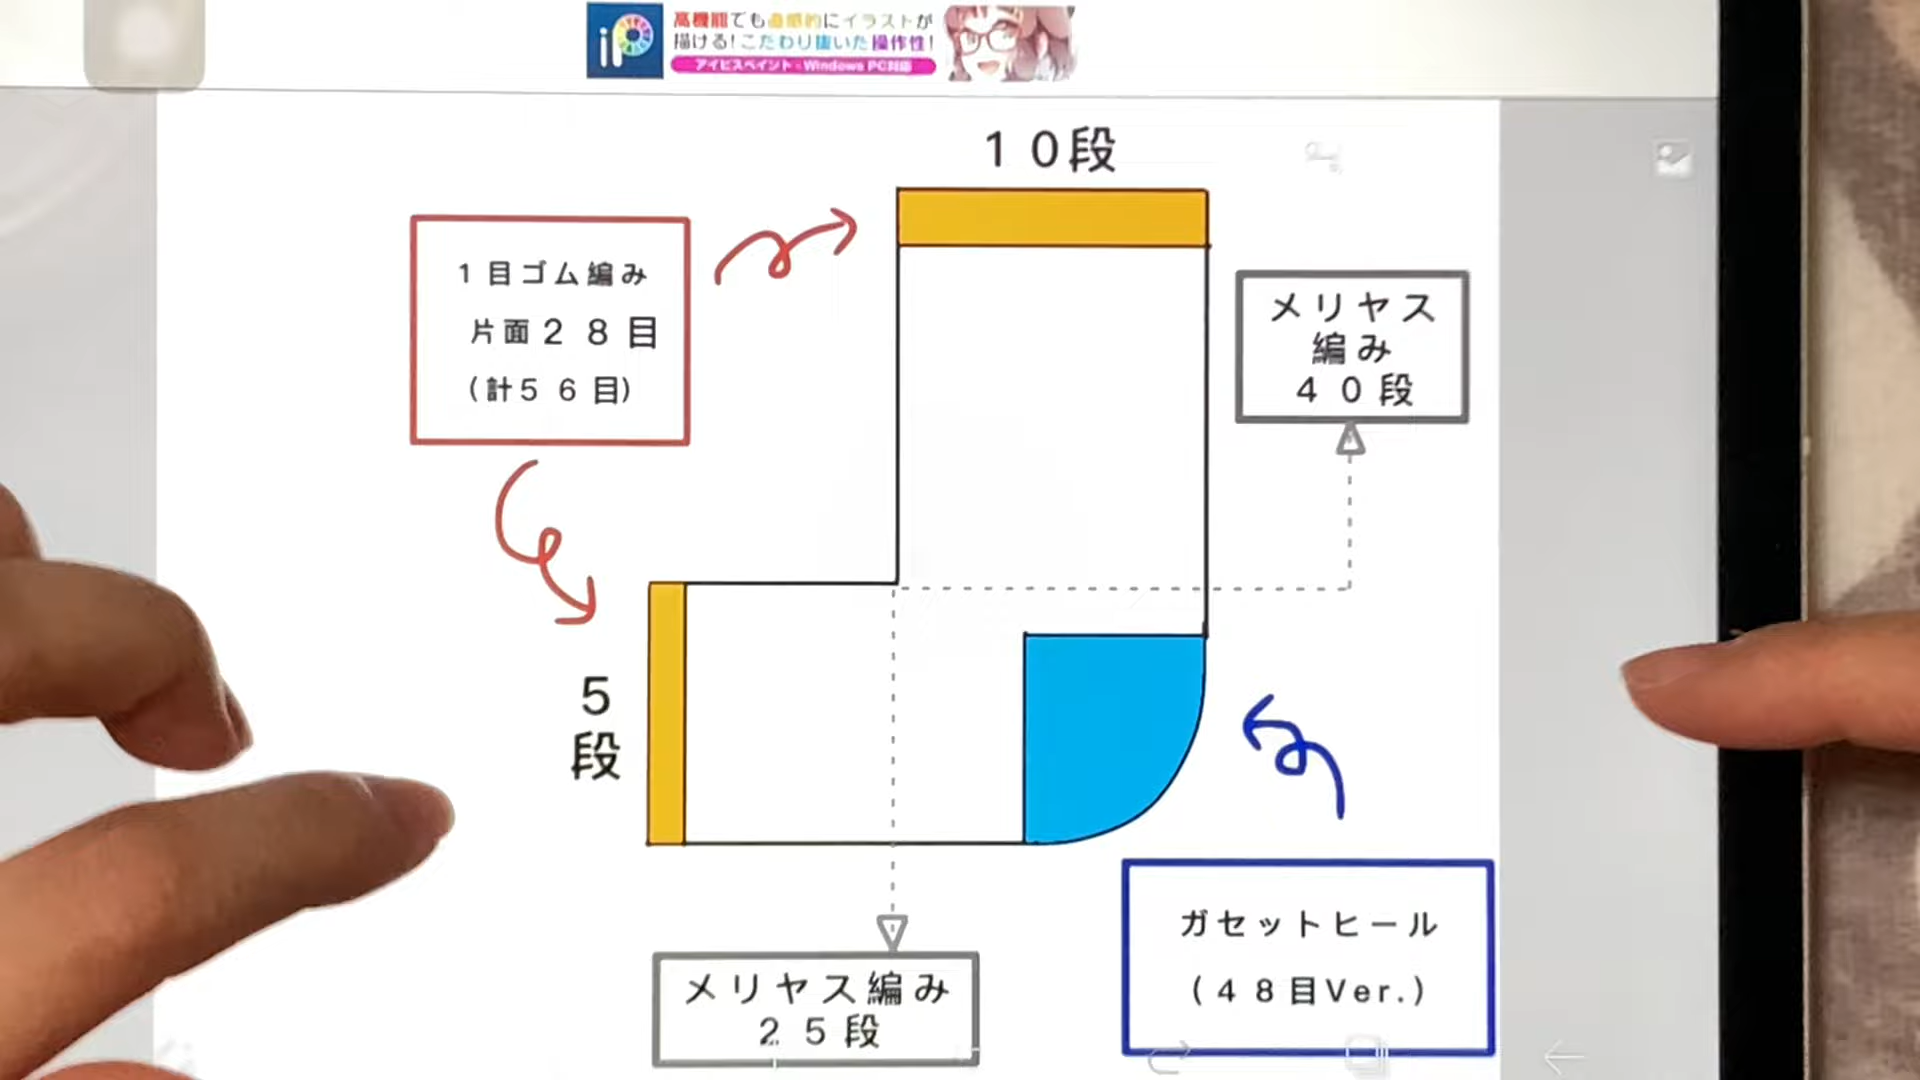 高機能でも直感的にイラストが
描ける!こだわり抜いた操作性!
アイビスペイント・Windows PC対応
10段
1目ゴム編み
片面28目
(計56目)
メリヤス
編み
40段
5
段
メリヤス編み
25段
ガセットヒール
(48目Ver.)